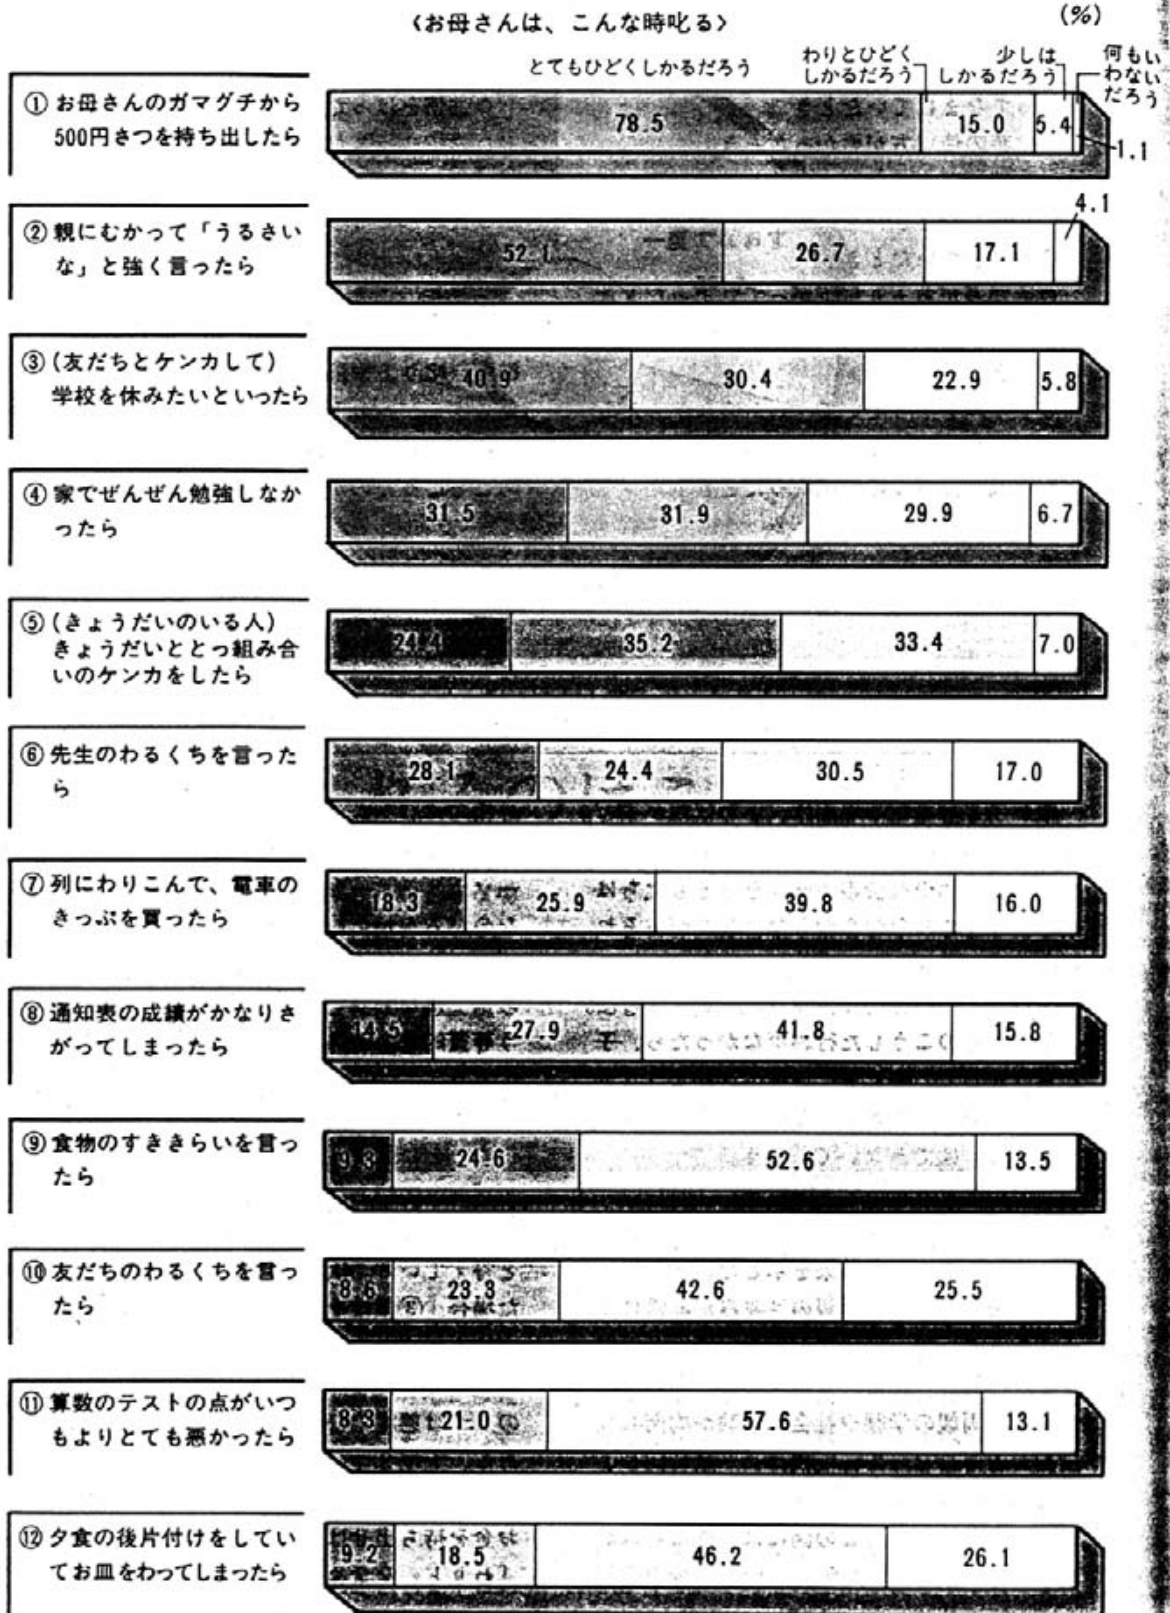 〈お母さんは、こんな時叱る〉
(%)
とてもひどくしかるだろう
わりとひどく
しかるだろう
少しは
しかるだろう
何もい
わない
だろう
① お母さんのガマグチから
500円さつを持ち出したら
78.5 15.0 5.4 1.1
② 親にむかって「うるさい
な」と強く言ったら
52.1 26.7 17.1 4.1
③ (友だちとケンカして)
学校を休みたいといったら
40.9 30.4 22.9 5.8
④ 家でぜんぜん勉強しなか
ったら
31.5 31.9 29.9 6.7
⑤ (きょうだいのいる人)
きょうだいととっ組み合
いのケンカをしたら
24.4 35.2 33.4 7.0
⑥ 先生のわるくちを言った
ら
28.1 24.4 30.5 17.0
⑦ 列にわりこんで、電車の
きっぷを買ったら
18.3 25.9 39.8 16.0
⑧ 通知表の成績がかなりさ
がってしまったら
14.5 27.9 41.8 15.8
⑨ 食物のすききらいを言っ
たら
9.3 24.6 52.6 13.5
⑩ 友だちのわるくちを言っ
たら
8.6 23.3 42.6 25.5
⑪ 算数のテストの点がいつ
もよりとても悪かったら
8.3 21.0 57.6 13.1
⑫ 夕食の後片付けをしてい
てお皿をわってしまったら
9.2 18.5 46.2 26.1